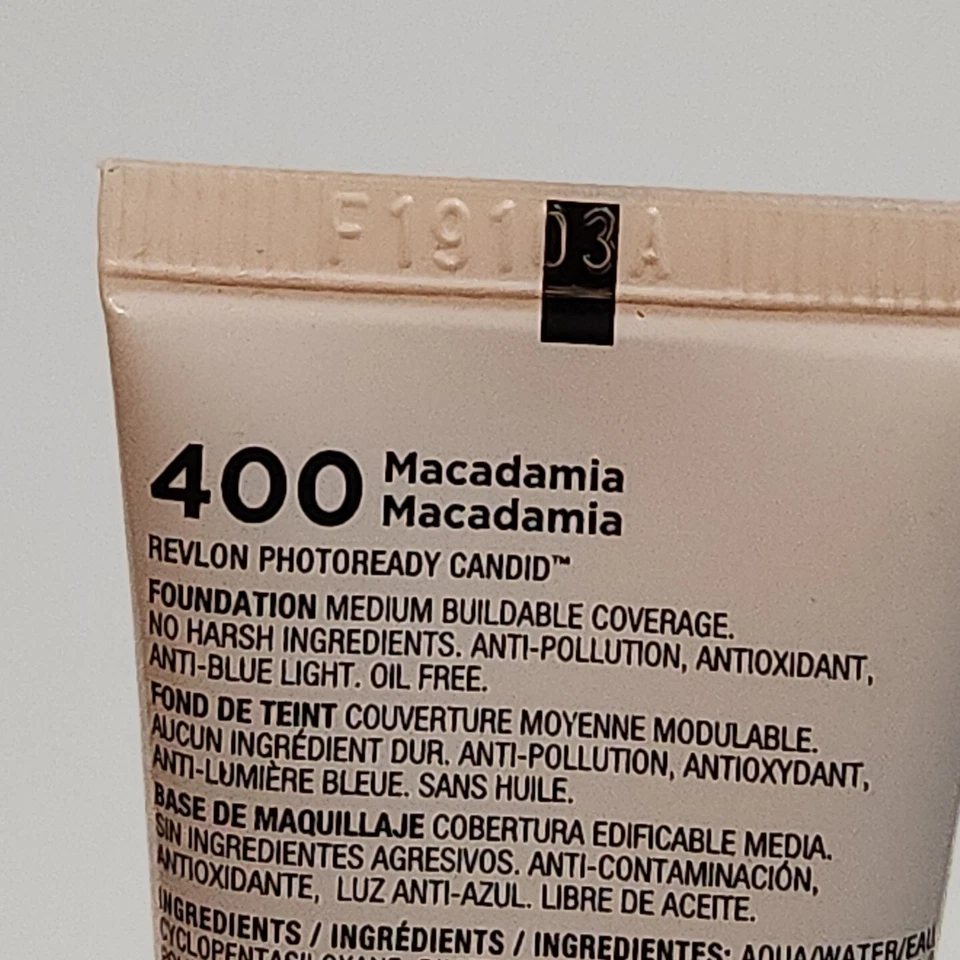 F19103A
400 Macadamia
Macadamia
REVLON PHOTOREADY CANDID™
FOUNDATION MEDIUM BUILDABLE COVERAGE.
NO HARSH INGREDIENTS. ANTI-POLLUTION, ANTIOXIDANT,
ANTI-BLUE LIGHT. OIL FREE.
FOND DE TEINT COUVERTURE MOYENNE MODULABLE.
AUCUN INGRÉDIENT DUR. ANTI-POLLUTION, ANTIOXYDANT,
ANTI-LUMIÈRE BLEUE. SANS HUILE.
BASE DE MAQUILLAJE COBERTURA EDIFICABLE MEDIA.
SIN INGREDIENTES AGRESIVOS. ANTI-CONTAMINACIÓN,
ANTIOXIDANTE, LUZ ANTI-AZUL. LIBRE DE ACEITE.
INGREDIENTS / INGRÉDIENTS / INGREDIENTES: AQUA/WATER/EAU,
CYCLOPENTASILOXANE,